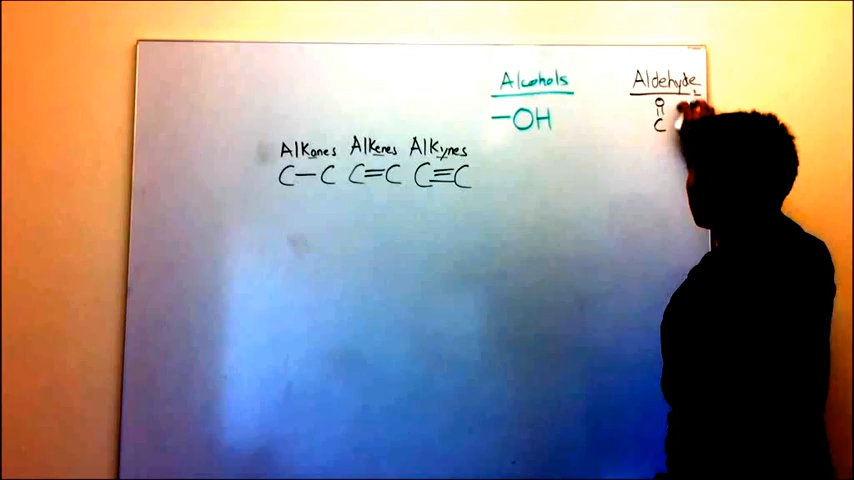 Alcohols
-OH
Aldehyde
O
||
C
Alkanes Alkenes Alkynes
C-C C=C C≡C